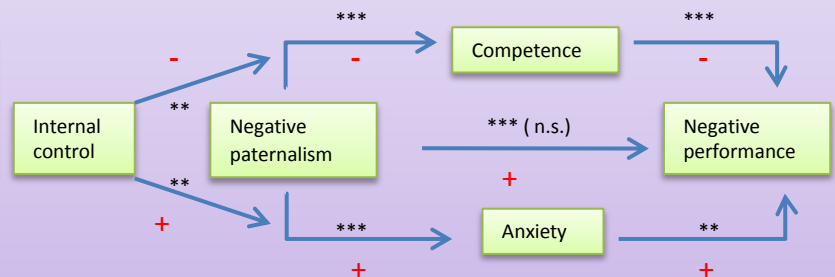 ***
***
-
-
Competence
-
**
Internal
control
Negative
paternalism
*** ( n.s.)
Negative
performance
+
**
+
***
Anxiety
**
+
+